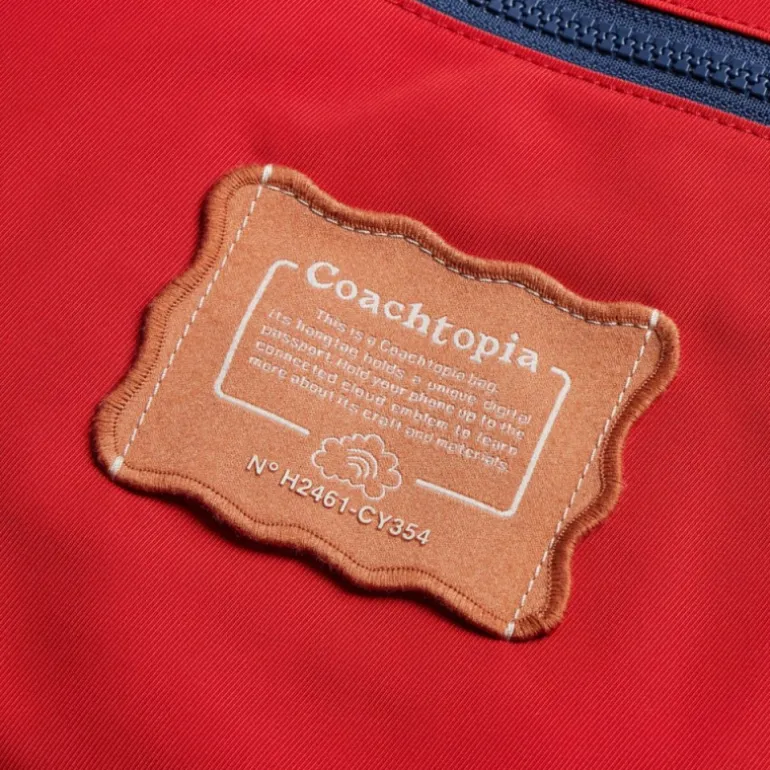 Coachtopia
This is a Coachtopia bag.
Its hangtag holds a unique digital
passport. Hold your phone up to the
connected cloud emblem to learn
more about its craft and materials.
N° H2461-CY354